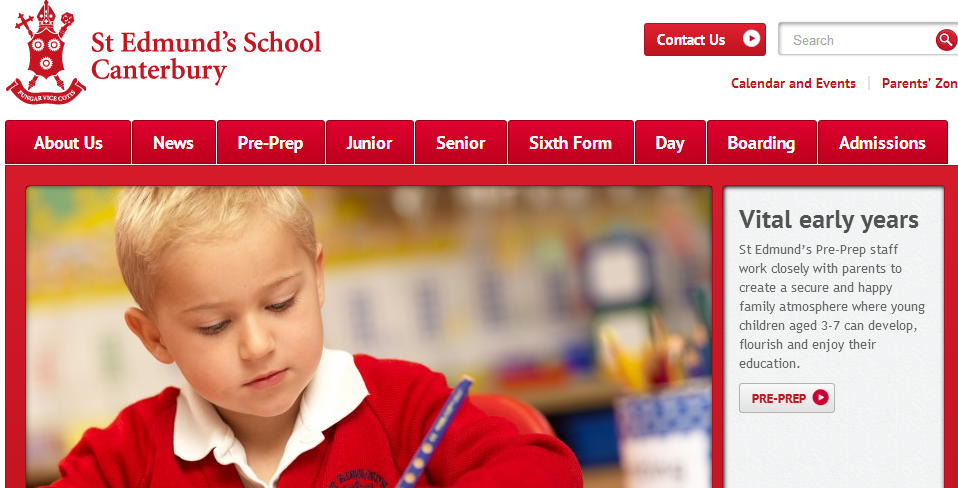 St Edmund's School
Canterbury
FUNGAR VICE COTIS
Contact Us
Search
Calendar and Events
Parents' Zon
About Us
News
Pre-Prep
Junior
Senior
Sixth Form
Day
Boarding
Admissions
Vital early years
St Edmund's Pre-Prep staff
work closely with parents to
create a secure and happy
family atmosphere where young
children aged 3-7 can develop,
flourish and enjoy their
education.
PRE-PREP